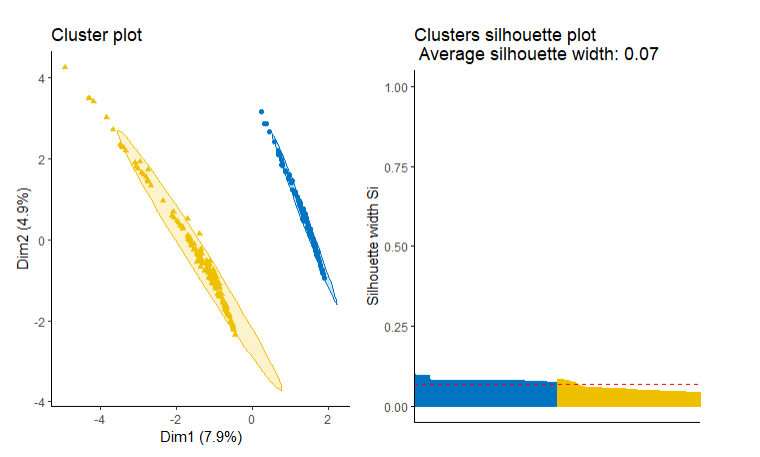 Cluster plot
4
2
0
-2
-4
Dim2 (4.9%)
-4
-2
0
2
Dim1 (7.9%)
Clusters silhouette plot
Average silhouette width: 0.07
1.00
0.75
0.50
0.25
0.00
Silhouette width Si